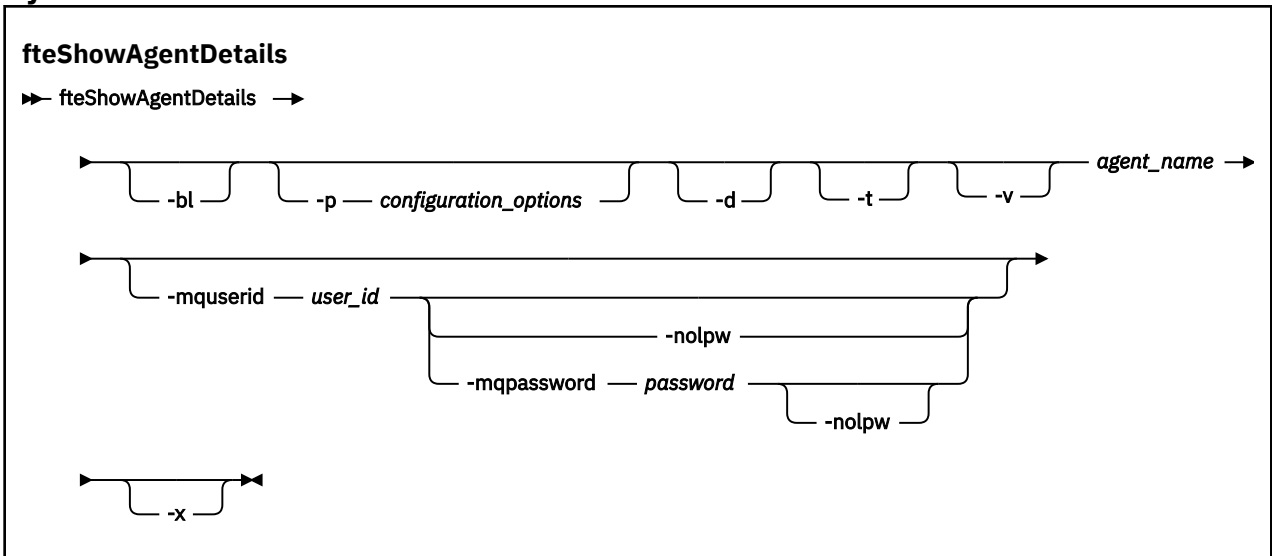 fteShowAgentDetails
fteShowAgentDetails
agent_name
-bl -p configuration_options -d -t -v
-mquserid user_id
-nolpw
-mqpassword password
-nolpw
-x